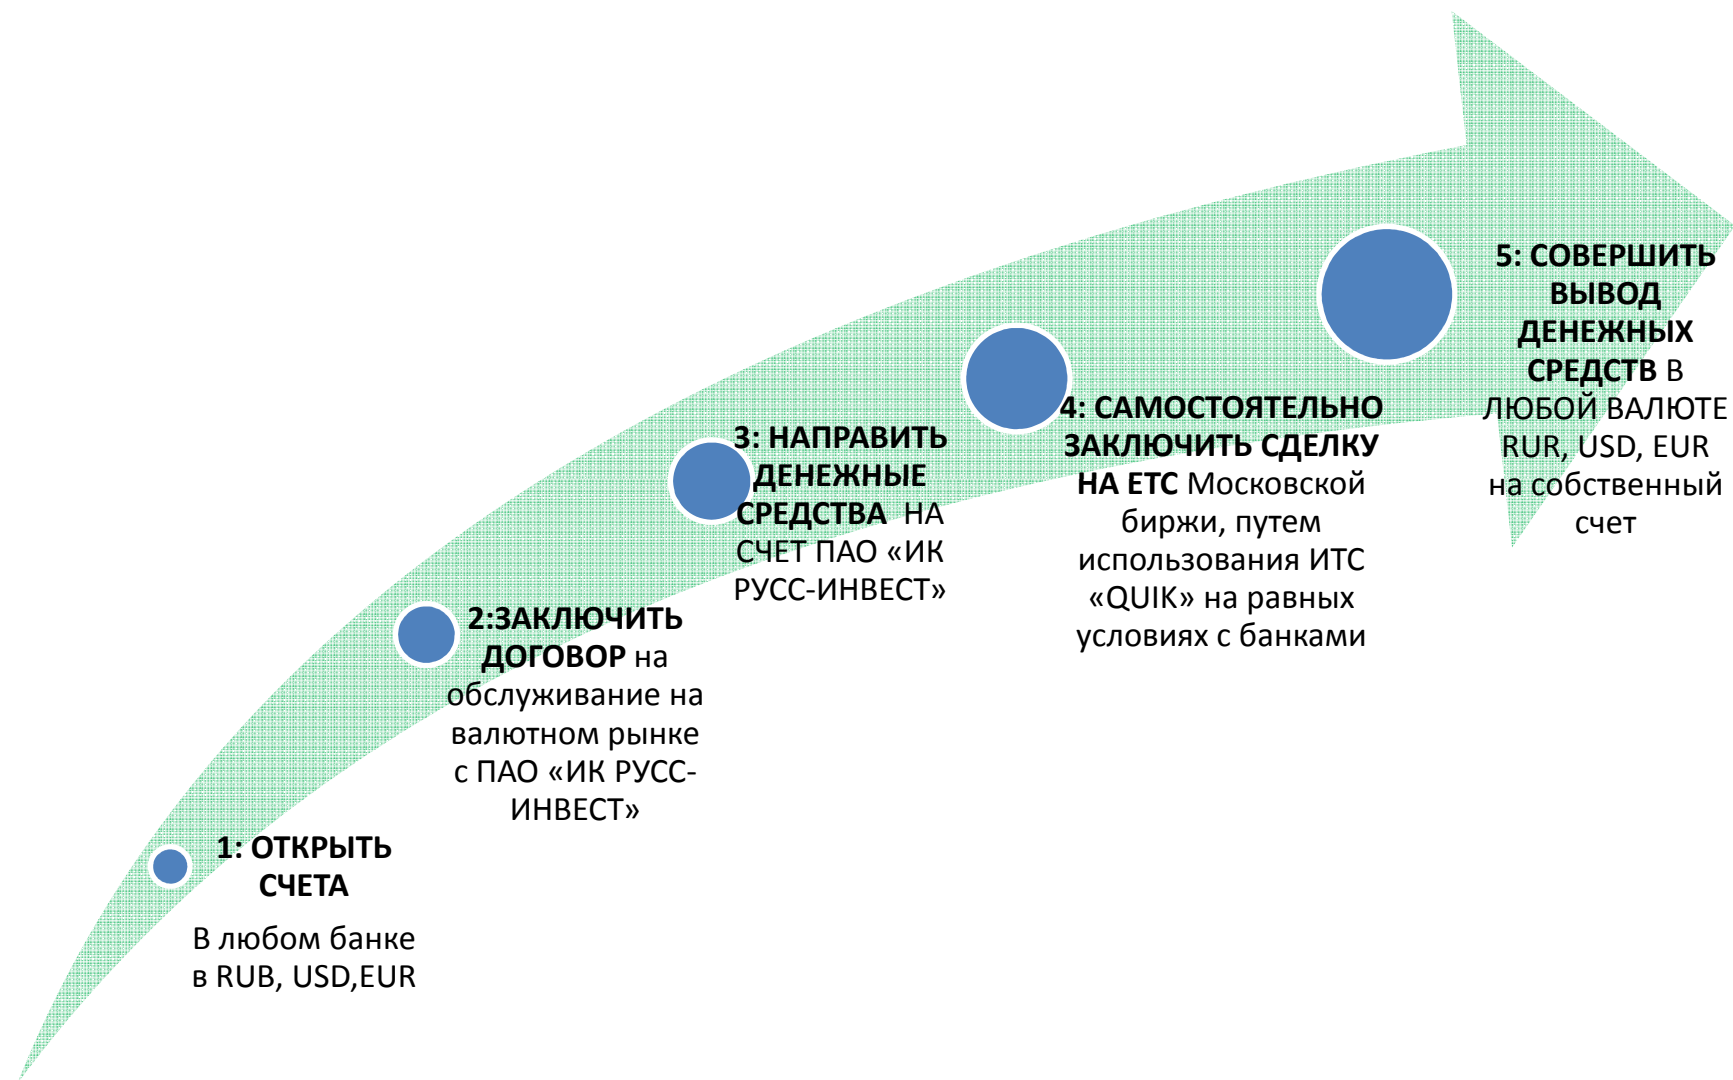 1: ОТКРЫТЬ
СЧЕТА
В любом банке
в RUB, USD,EUR
2:ЗАКЛЮЧИТЬ
ДОГОВОР на
обслуживание на
валютном рынке
с ПАО «ИК РУСС-
ИНВЕСТ»
3: НАПРАВИТЬ
ДЕНЕЖНЫЕ
СРЕДСТВА НА
СЧЕТ ПАО «ИК
РУСС-ИНВЕСТ»
4: САМОСТОЯТЕЛЬНО
ЗАКЛЮЧИТЬ СДЕЛКУ
НА ЕТС Московской
биржи, путем
использования ИТС
«QUIK» на равных
условиях с банками
5: СОВЕРШИТЬ
ВЫВОД
ДЕНЕЖНЫХ
СРЕДСТВ В
ЛЮБОЙ ВАЛЮТЕ
RUR, USD, EUR
на собственный
счет